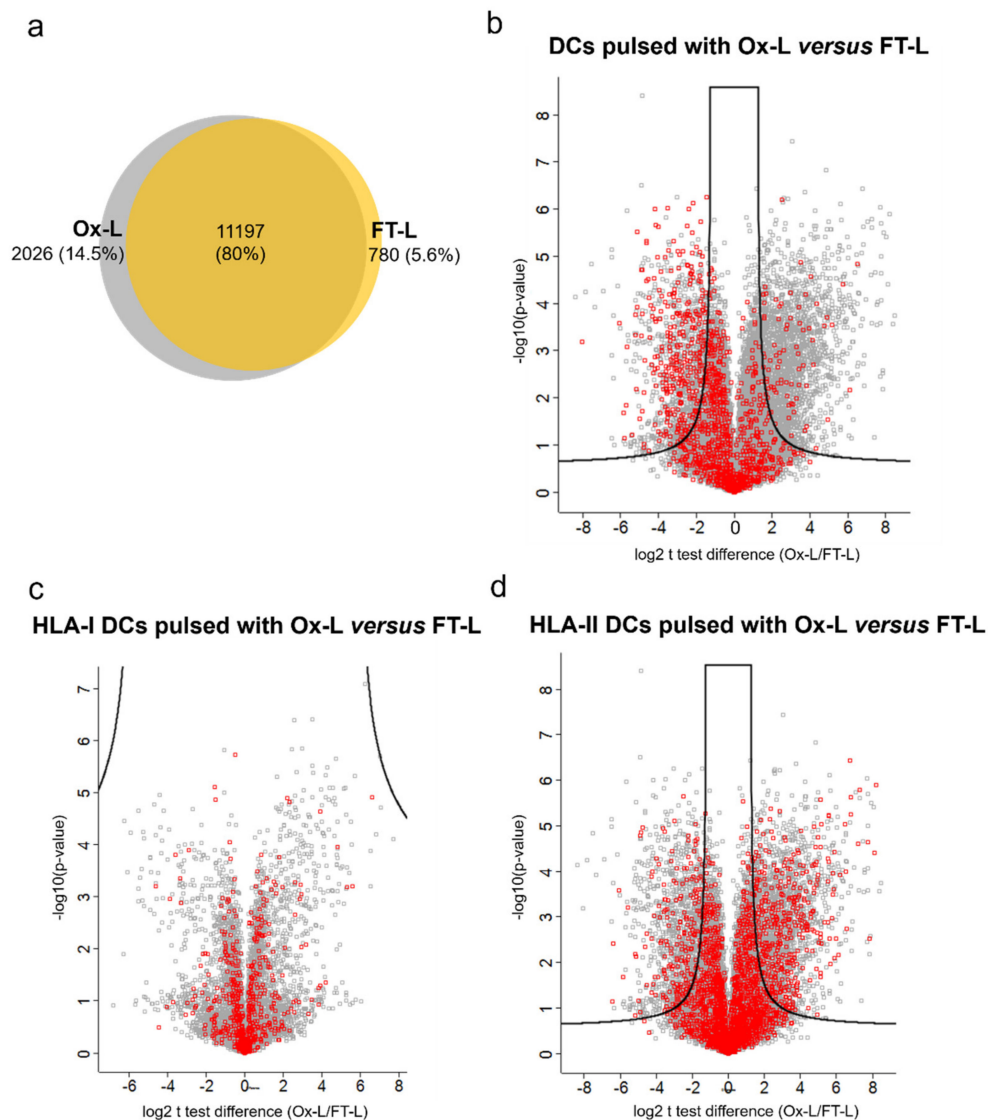 a
Ox-L
2026 (14.5%)
11197
(80%)
FT-L
780 (5.6%)
b
DCs pulsed with Ox-L versus FT-L
-log10(p-value)
8
7
6
5
4
3
2
1
0
-8 -6 -4 -2 0 2 4 6 8
log2 t test difference (Ox-L/FT-L)
c
HLA-I DCs pulsed with Ox-L versus FT-L
-log10(p-value)
7
6
5
4
3
2
1
0
-6 -4 -2 0 2 4 6 8
log2 t test difference (Ox-L/FT-L)
d
HLA-II DCs pulsed with Ox-L versus FT-L
-log10(p-value)
8
7
6
5
4
3
2
1
0
-8 -6 -4 -2 0 2 4 6 8
log2 t test difference (Ox-L/FT-L)